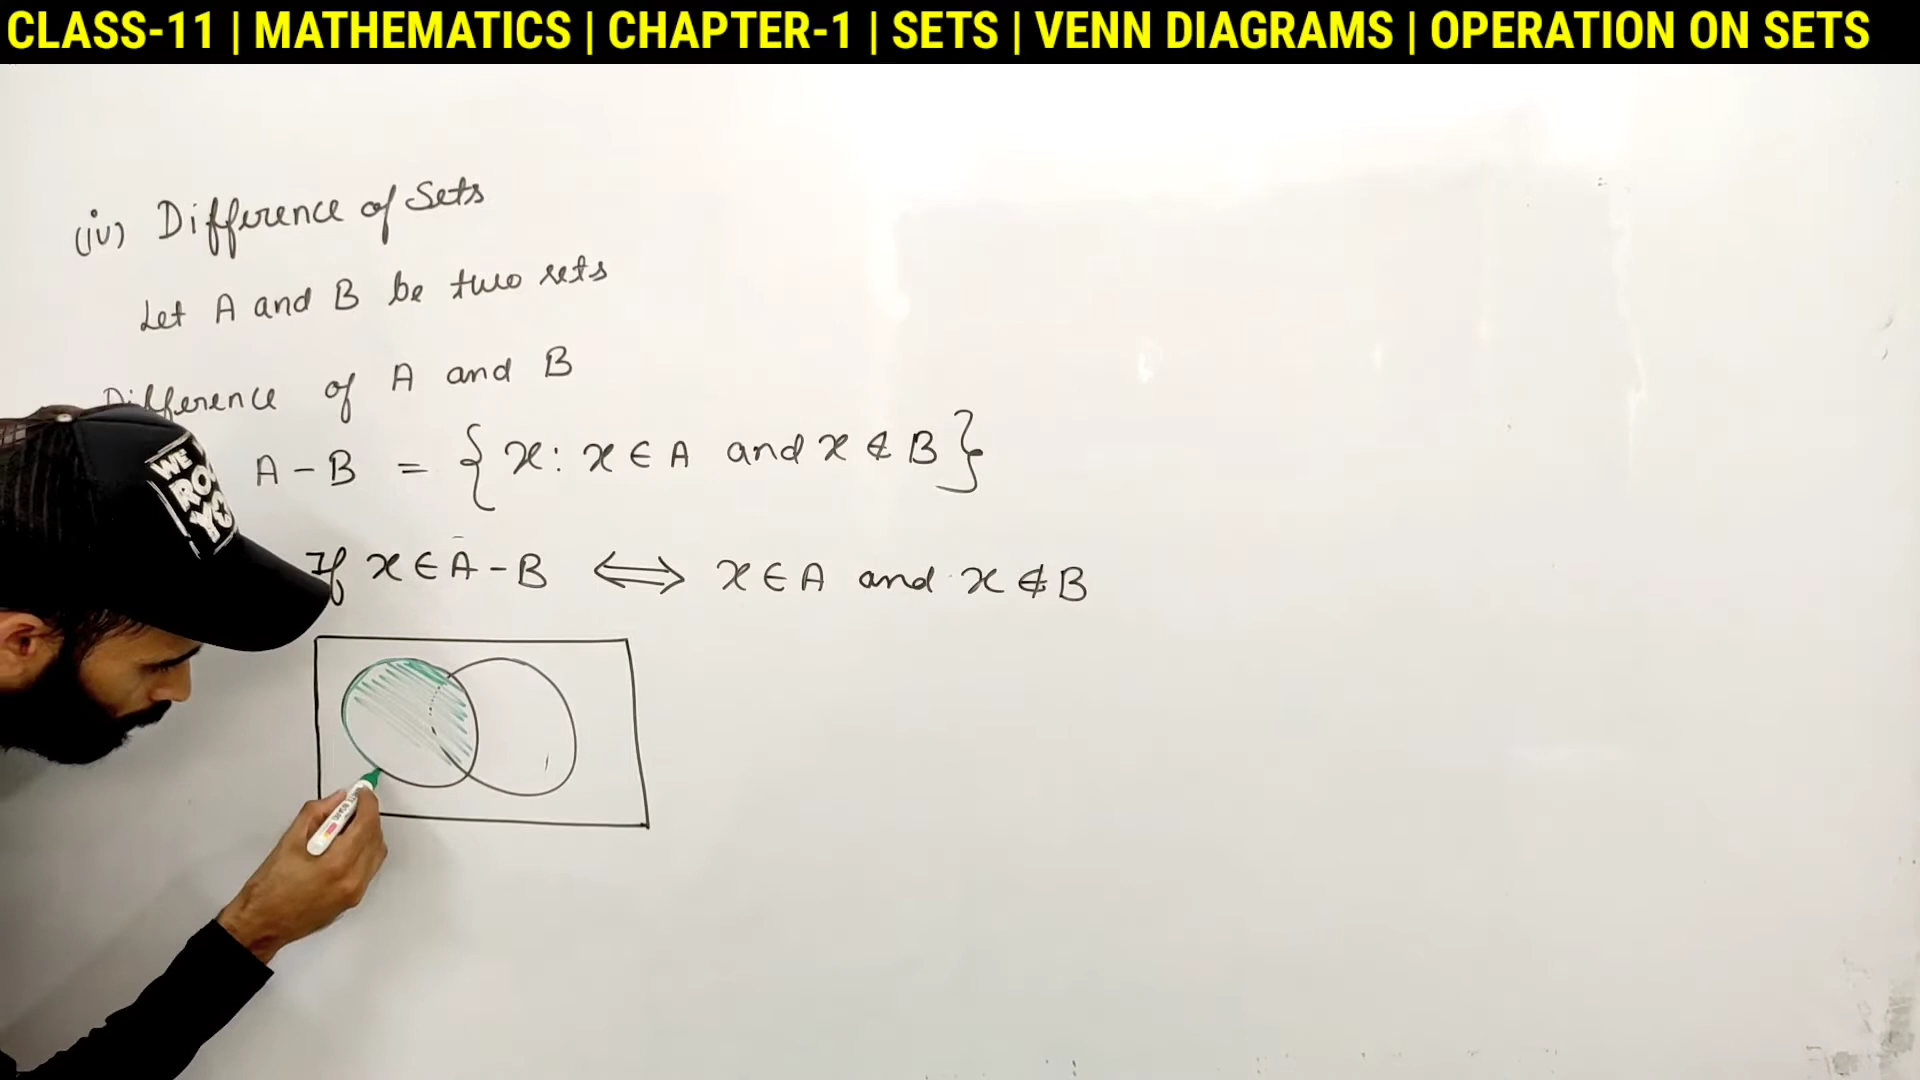 CLASS-11 | MATHEMATICS | CHAPTER-1 | SETS | VENN DIAGRAMS | OPERATION ON SETS
(iv) Difference of Sets
Let A and B be two sets
Difference of A and B
A - B = { x : x ∈ A and x ∉ B }
If x ∈ A - B ⟺ x ∈ A and x ∉ B
WE